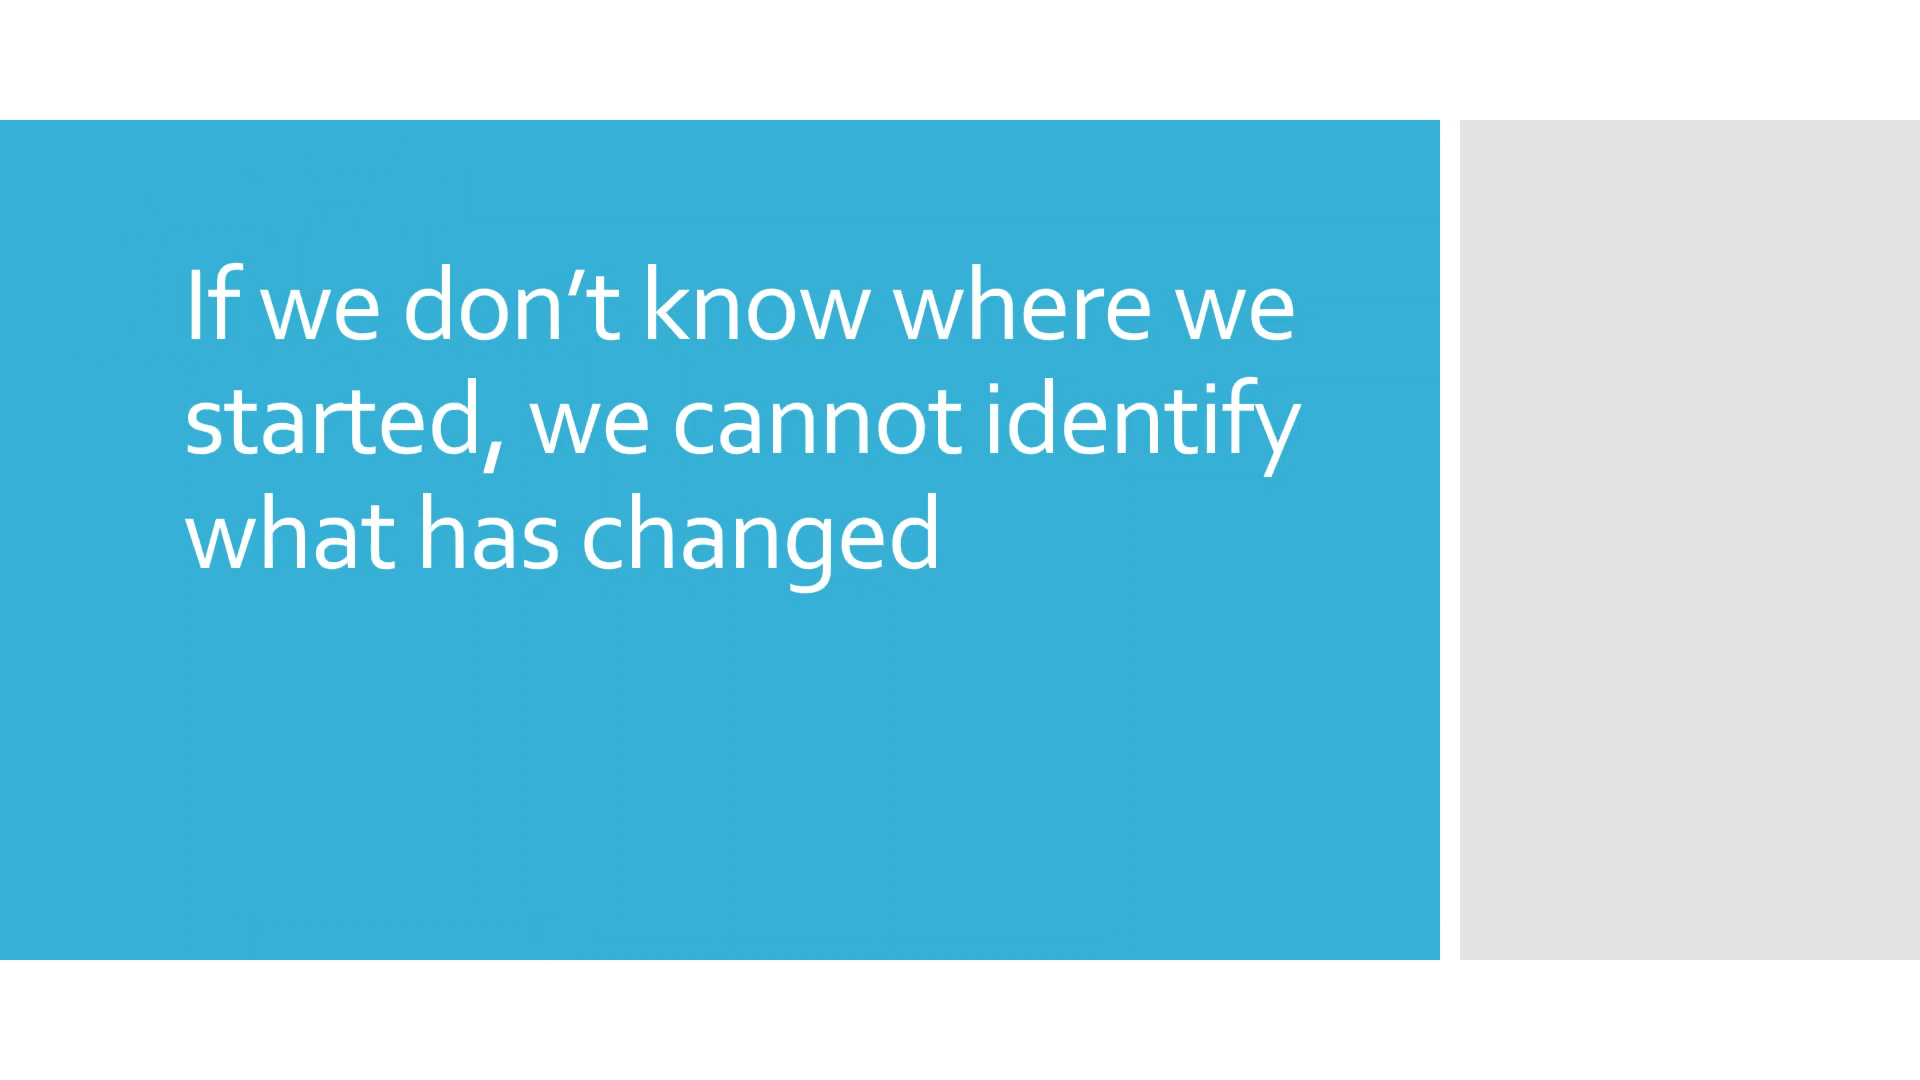 If we don’t know where we
started, we cannot identify
what has changed